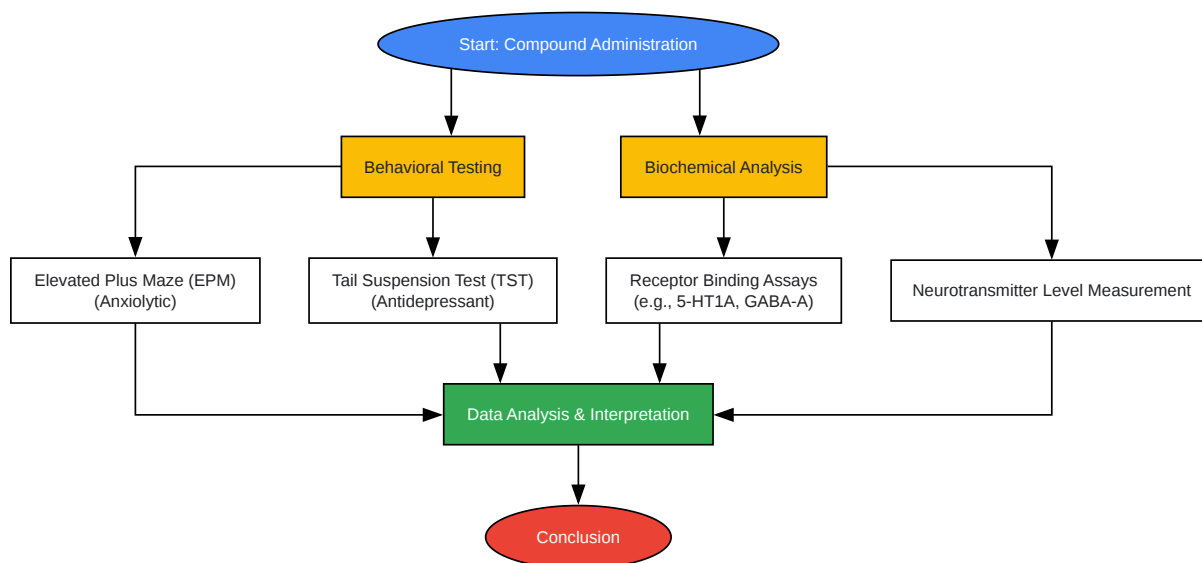 Start: Compound Administration
Behavioral Testing
Biochemical Analysis
Elevated Plus Maze (EPM)
(Anxiolytic)
Tail Suspension Test (TST)
(Antidepressant)
Receptor Binding Assays
(e.g., 5-HT1A, GABA-A)
Neurotransmitter Level Measurement
Data Analysis & Interpretation
Conclusion